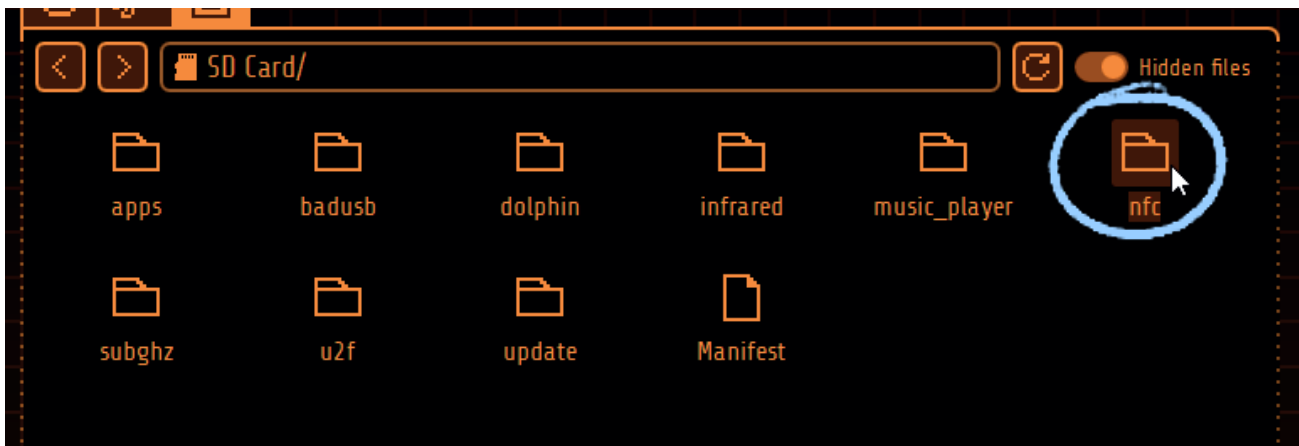 SD Card/
Hidden files
apps badusb dolphin infrared music_player nfc
subghz u2f update Manifest